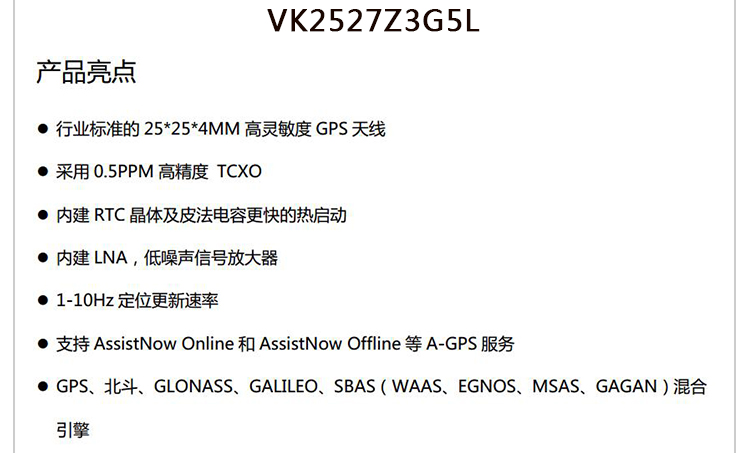 VK2527Z3G5L
产品亮点
● 行业标准的 25*25*4MM 高灵敏度 GPS 天线
● 采用 0.5PPM 高精度 TCXO
● 内建 RTC 晶体及皮法电容更快的热启动
● 内建 LNA，低噪声信号放大器
● 1-10Hz 定位更新速率
● 支持 AssistNow Online 和 AssistNow Offline 等 A-GPS 服务
● GPS、北斗、GLONASS、GALILEO、SBAS（WAAS、EGNOS、MSAS、GAGAN）混合
引擎